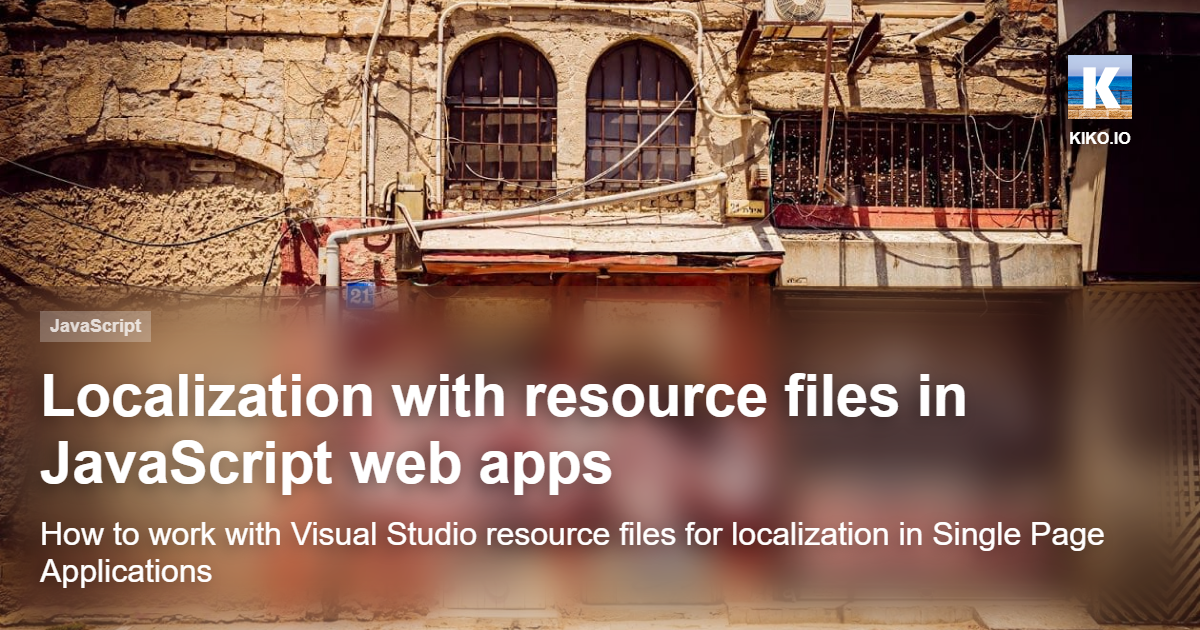 KIKO.IO
21
JavaScript
Localization with resource files in
JavaScript web apps
How to work with Visual Studio resource files for localization in Single Page
Applications